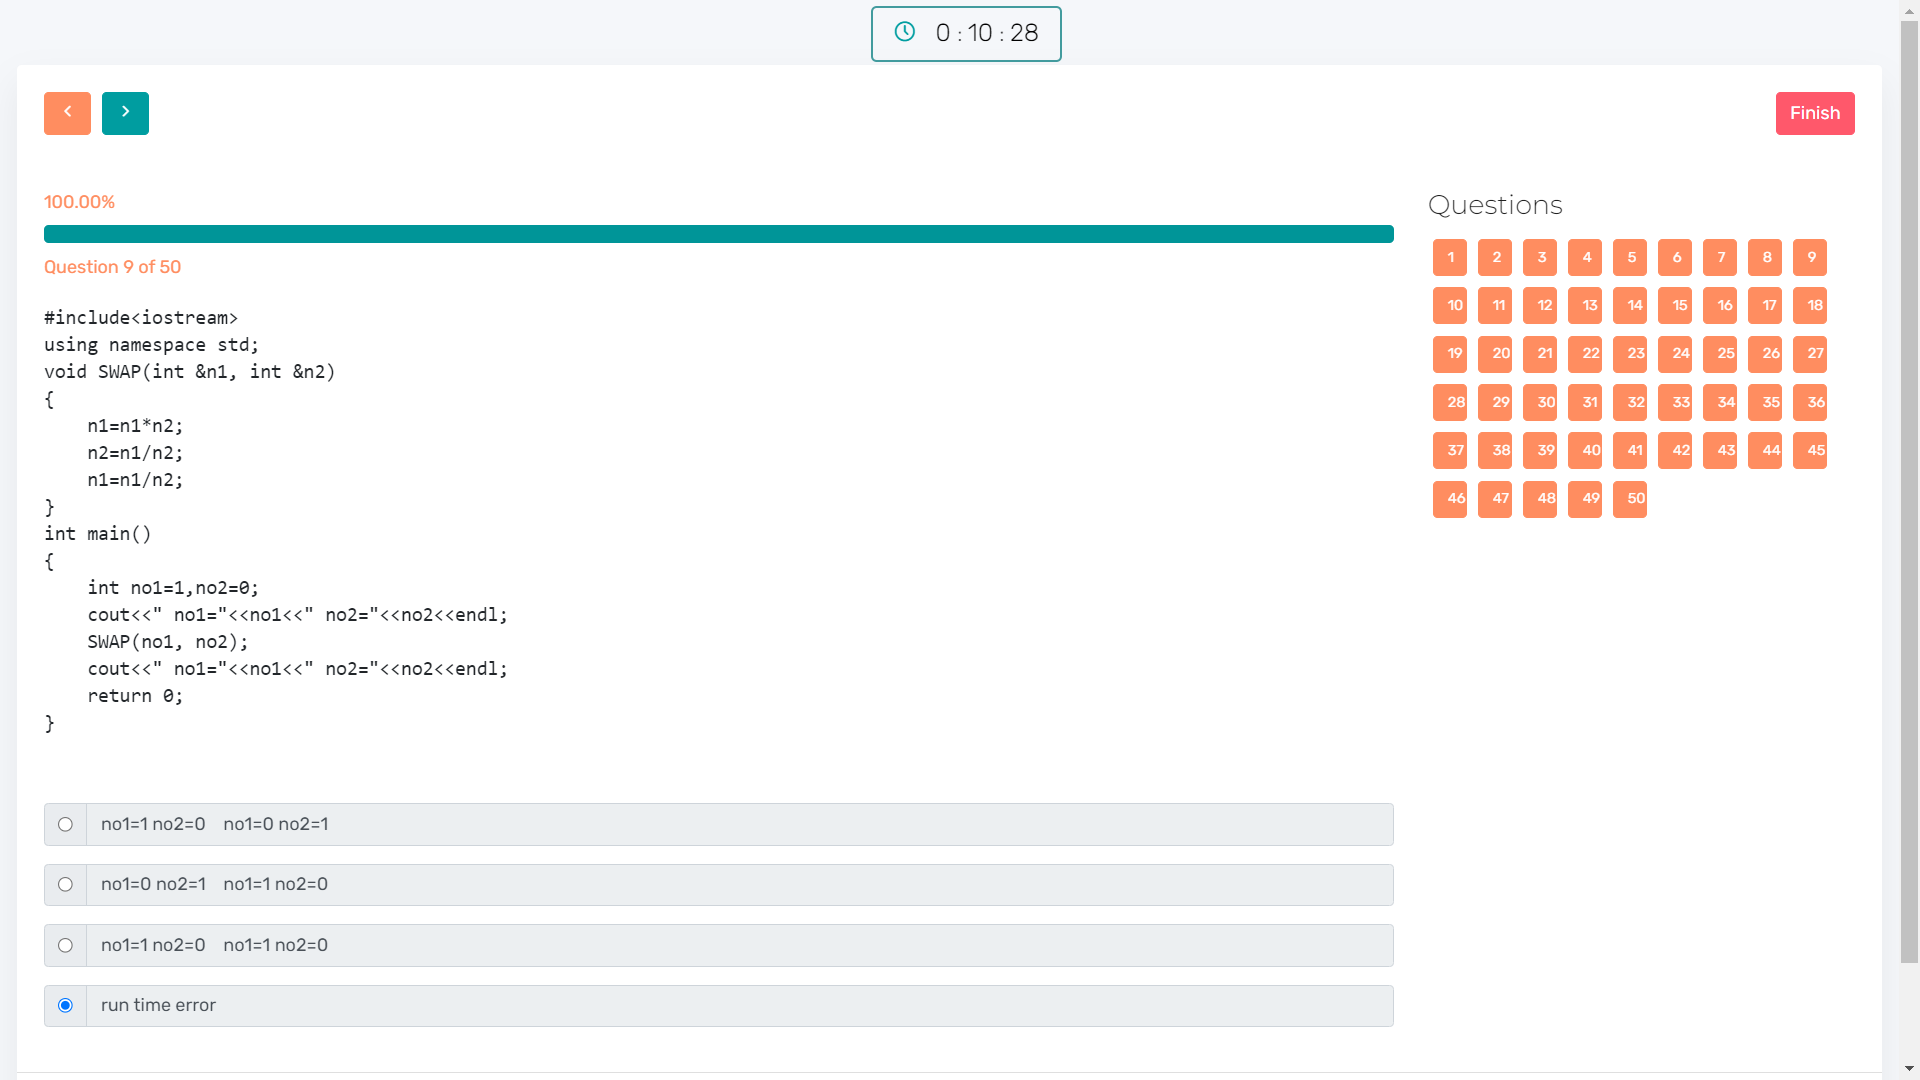 0 : 10 : 28
Finish
100.00%
Question 9 of 50
#include<iostream>
using namespace std;
void SWAP(int &n1, int &n2)
{
    n1=n1*n2;
    n2=n1/n2;
    n1=n1/n2;
}
int main()
{
    int no1=1,no2=0;
    cout<<" no1="<<no1<<" no2="<<no2<<endl;
    SWAP(no1, no2);
    cout<<" no1="<<no1<<" no2="<<no2<<endl;
    return 0;
}
no1=1 no2=0    no1=0 no2=1
no1=0 no2=1    no1=1 no2=0
no1=1 no2=0    no1=1 no2=0
run time error
Questions
1 2 3 4 5 6 7 8 9
10 11 12 13 14 15 16 17 18
19 20 21 22 23 24 25 26 27
28 29 30 31 32 33 34 35 36
37 38 39 40 41 42 43 44 45
46 47 48 49 50